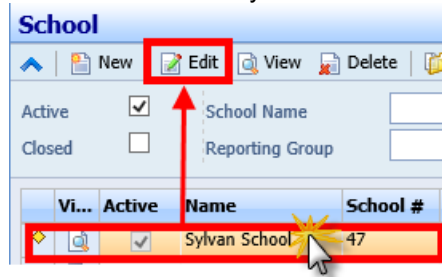 School
New Edit View Delete
Active School Name
Closed Reporting Group
Vi... Active Name School #
Sylvan School 47